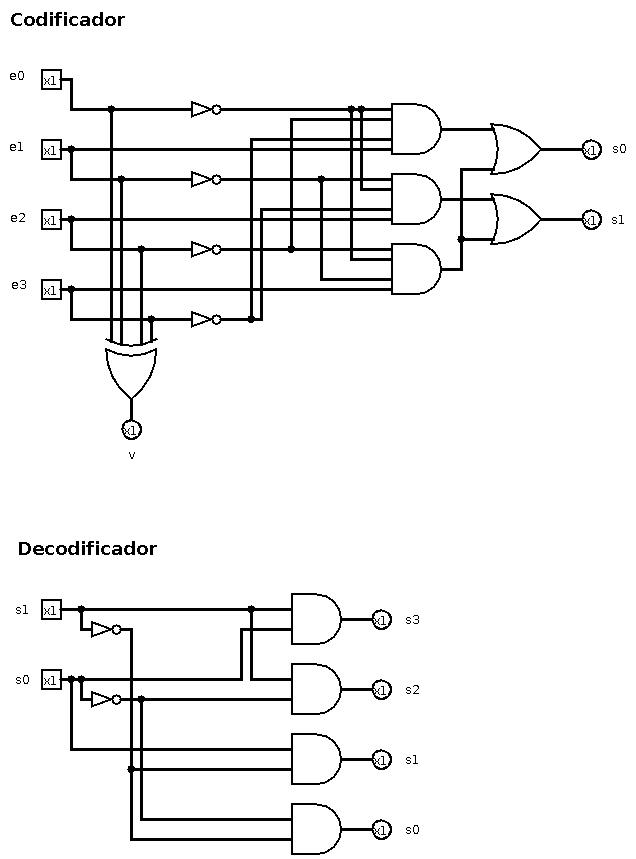 Codificador
e0 x1
e1 x1
x1 s0
e2 x1
x1 s1
e3 x1
x1
v
Decodificador
s1 x1
x1 s3
s0 x1
x1 s2
x1 s1
x1 s0